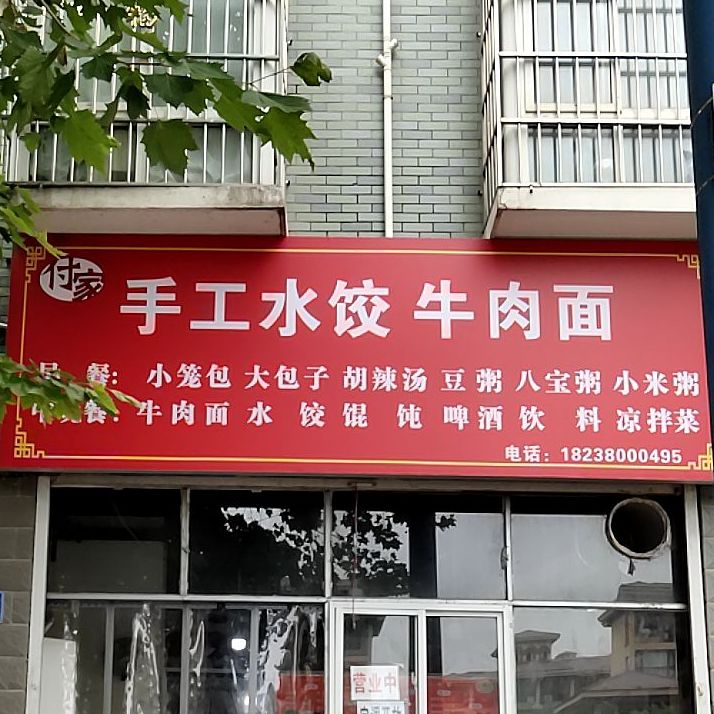 付家
手工水饺 牛肉面
早 餐： 小笼包 大包子 胡辣汤 豆 粥 八宝粥 小米粥
餐：牛肉面 水 饺 馄 饨 啤酒 饮 料 凉拌菜
电话：18238000495
营业中